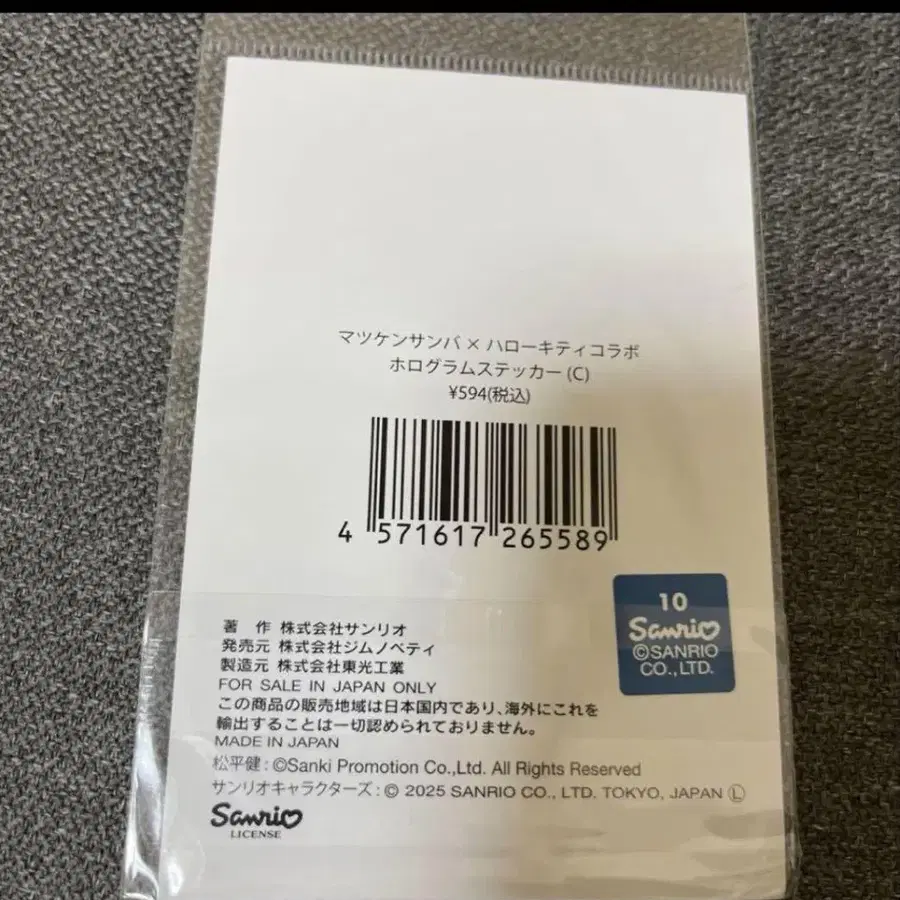 マツケンサンバ × ハローキティコラボ
ホログラムステッカー (C)
¥594(税込)
4 571617 265589
10
Sanrio
©SANRIO
CO.,LTD.
著 作 株式会社サンリオ
発売元 株式会社ジムノペティ
製造元 株式会社東光工業
FOR SALE IN JAPAN ONLY
この商品の販売地域は日本国内であり、海外にこれを
輸出することは一切認められておりません。
MADE IN JAPAN
松平健:©Sanki Promotion Co.,Ltd. All Rights Reserved
サンリオキャラクターズ:© 2025 SANRIO CO., LTD. TOKYO, JAPAN Ⓛ
Sanrio
LICENSE